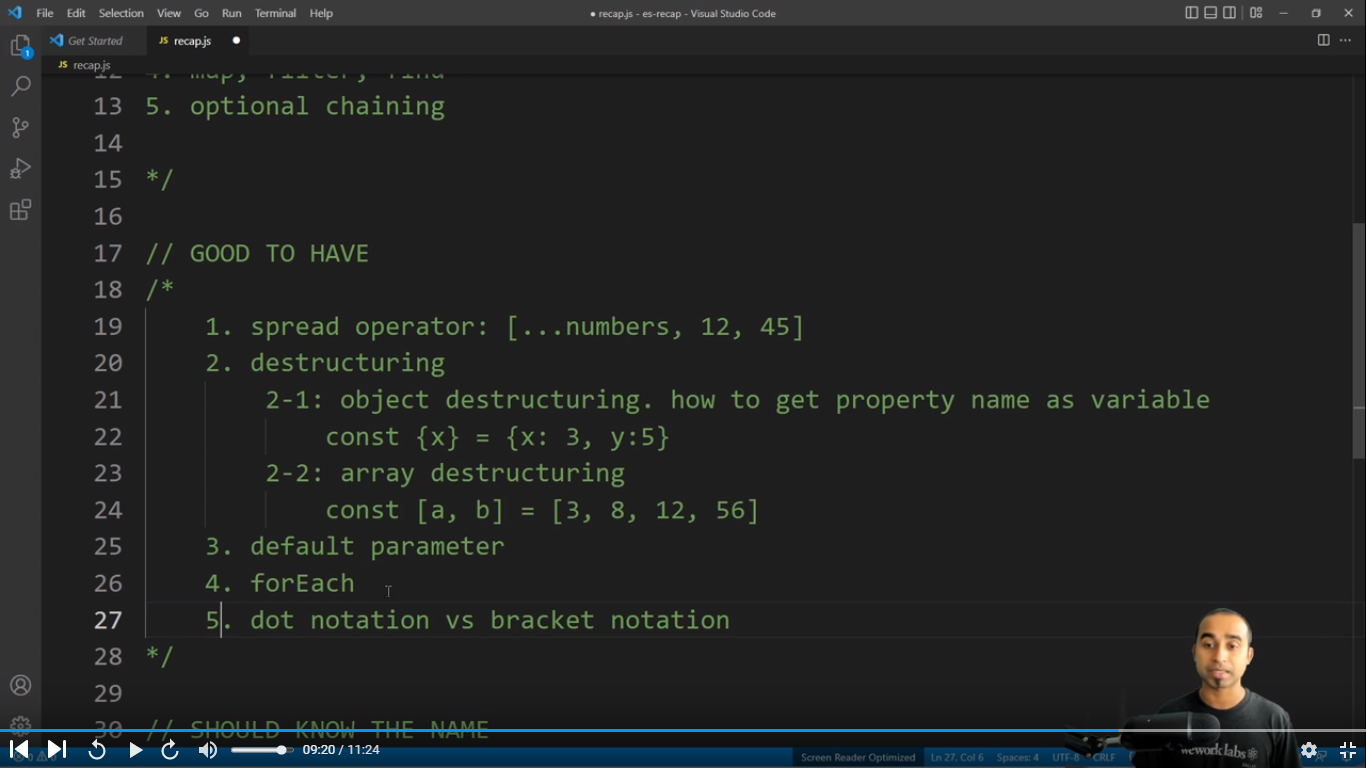 File Edit Selection View Go Run Terminal Help
● recap.js - es-recap - Visual Studio Code
Get Started
JS recap.js ●
JS recap.js
12 4. map, filter, find
13 5. optional chaining
14
15 */
16
17 // GOOD TO HAVE
18 /*
19 1. spread operator: [...numbers, 12, 45]
20 2. destructuring
21 2-1: object destructuring. how to get property name as variable
22 const {x} = {x: 3, y:5}
23 2-2: array destructuring
24 const [a, b] = [3, 8, 12, 56]
25 3. default parameter
26 4. forEach
27 5. dot notation vs bracket notation
28 */
29
30 // SHOULD KNOW THE NAME
09:20 / 11:24
Screen Reader Optimized Ln 27, Col 6 Spaces: 4 UTF-8 CRLF
wework labs